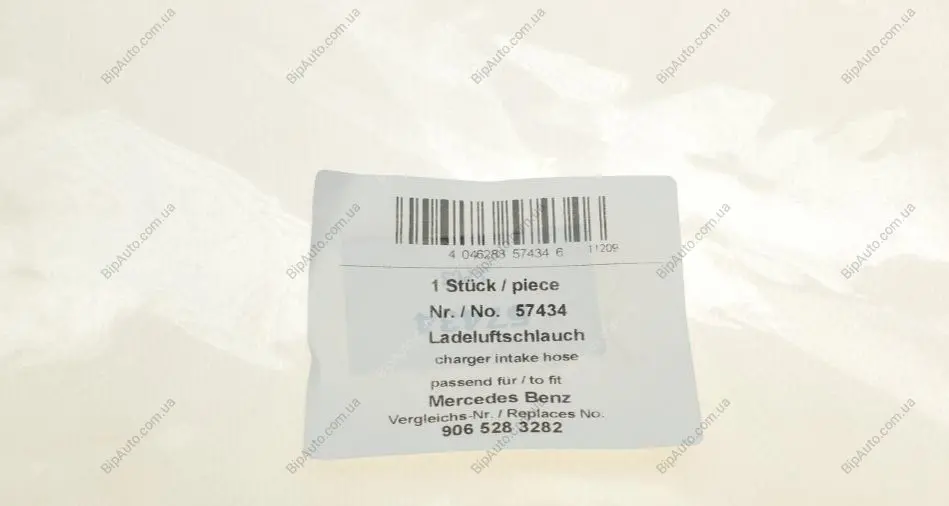 4 046283 57434 6
11209
1 Stück / piece
Nr. / No. 57434
Ladeluftschlauch
charger intake hose
passend für / to fit
Mercedes Benz
Vergleichs-Nr. / Replaces No.
906 528 3282
BipAuto.com.ua